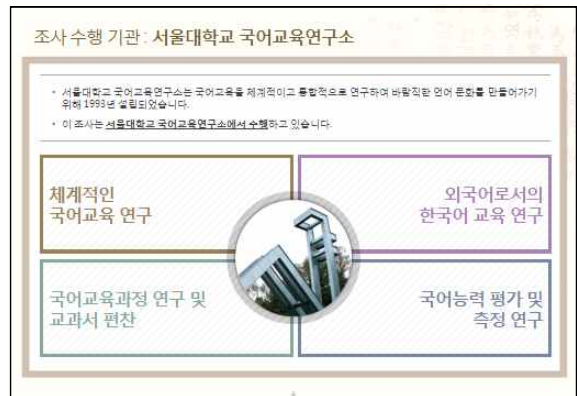 조사 수행 기관 : 서울대학교 국어교육연구소
· 서울대학교 국어교육연구소는 국어교육을 체계적이고 통합적으로 연구하여 바람직한 언어 문화를 만들어가기
위해 1993년 설립되었습니다.
· 이 조사는 서울대학교 국어교육연구소에서 수행하고 있습니다.
체계적인
국어교육 연구
외국어로서의
한국어 교육 연구
국어교육과정 연구 및
교과서 편찬
국어능력 평가 및
측정 연구